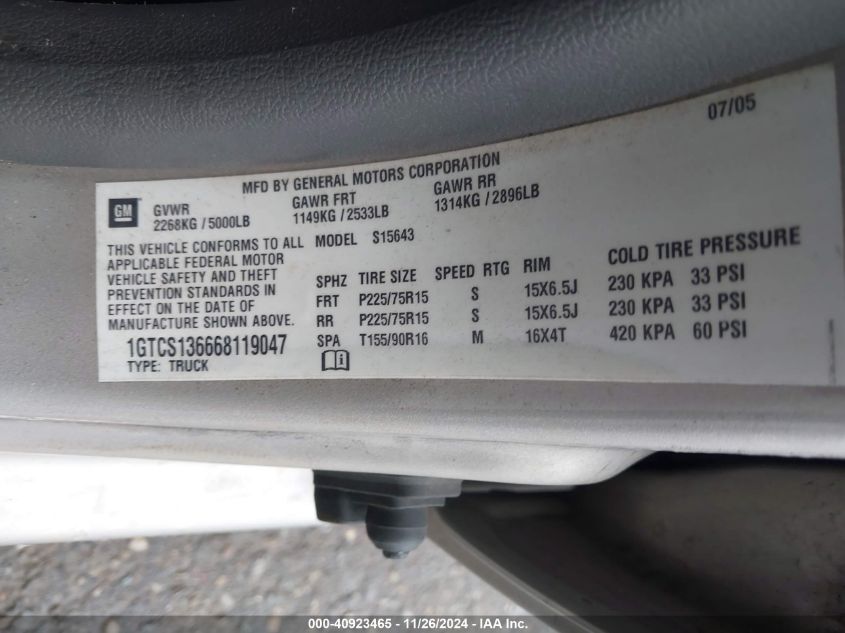 07/05
MFD BY GENERAL MOTORS CORPORATION
GM
GVWR GAWR FRT GAWR RR
2268KG / 5000LB 1149KG / 2533LB 1314KG / 2896LB
THIS VEHICLE CONFORMS TO ALL
APPLICABLE FEDERAL MOTOR
VEHICLE SAFETY AND THEFT
PREVENTION STANDARDS IN
EFFECT ON THE DATE OF
MANUFACTURE SHOWN ABOVE.
1GTCS136668119047
TYPE: TRUCK
MODEL S15643
SPHZ TIRE SIZE SPEED RTG RIM COLD TIRE PRESSURE
FRT P225/75R15 S 15X6.5J 230 KPA 33 PSI
RR P225/75R15 S 15X6.5J 230 KPA 33 PSI
SPA T155/90R16 M 16X4T 420 KPA 60 PSI
i
000-40923465 - 11/26/2024 - IAA Inc.